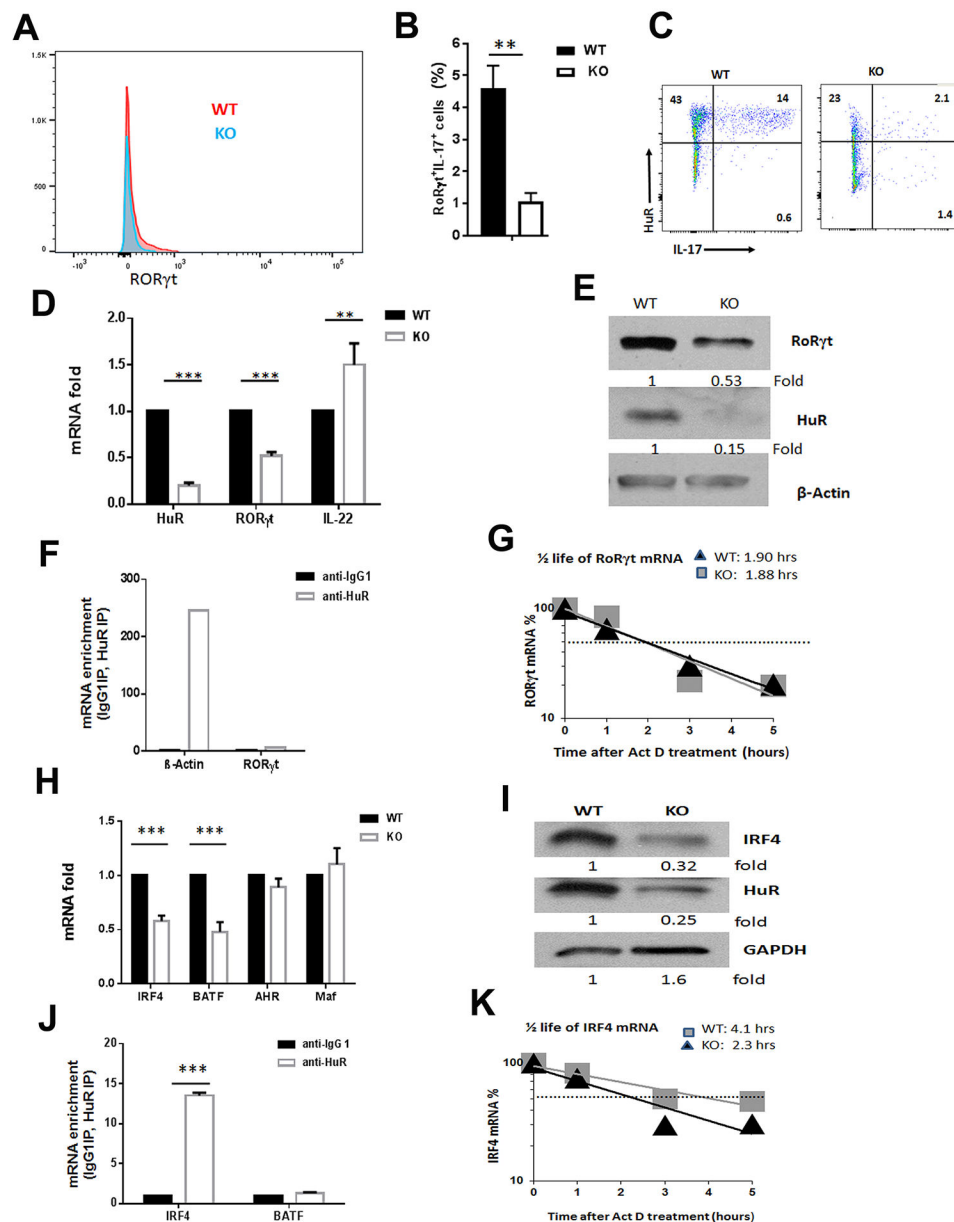 A
1.5K
1.0K
500
0
-10³ 0 10³ 10⁴ 10⁵
RORγt
WT
KO
B
RoRγt⁺IL-17⁺ cells (%)
6
5
4
3
2
1
0
**
WT
KO
C
WT
KO
43 14
0.6
23 2.1
1.4
HuR
IL-17
D
mRNA fold
2.0
1.5
1.0
0.5
0.0
*** *** **
WT
KO
HuR RORγt IL-22
E
WT KO
RoRγt
1 0.53 Fold
HuR
1 0.15 Fold
β-Actin
F
mRNA enrichment
(IgG1IP, HuR IP)
300
200
100
0
anti-IgG1
anti-HuR
ß-Actin RORγt
G
½ life of RoRγt mRNA
WT: 1.90 hrs
KO: 1.88 hrs
RORγt mRNA %
100
10
0 1 2 3 4 5
Time after Act D treatment (hours)
H
mRNA fold
1.5
1.0
0.5
0.0
*** ***
WT
KO
IRF4 BATF AHR Maf
I
WT KO
IRF4
1 0.32 fold
HuR
1 0.25 fold
GAPDH
1 1.6 fold
J
mRNA enrichment
(IgG1IP, HuR IP)
20
15
10
5
0
***
anti-IgG 1
anti-HuR
IRF4 BATF
K
½ life of IRF4 mRNA
WT: 4.1 hrs
KO: 2.3 hrs
IRF4 mRNA %
100
10
0 1 2 3 4 5
Time after Act D treatment (hours)